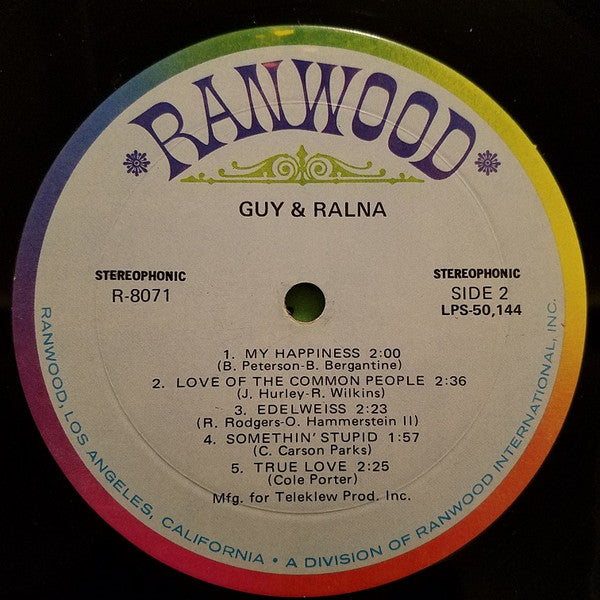 RANWOOD
GUY & RALNA
STEREOPHONIC
R-8071
STEREOPHONIC
SIDE 2
LPS-50,144
1. MY HAPPINESS 2:00
(B. Peterson-B. Bergantine)
2. LOVE OF THE COMMON PEOPLE 2:36
(J. Hurley-R. Wilkins)
3. EDELWEISS 2:23
(R. Rodgers-O. Hammerstein II)
4. SOMETHIN' STUPID 1:57
(C. Carson Parks)
5. TRUE LOVE 2:25
(Cole Porter)
Mfg. for Teleklew Prod. Inc.
RANWOOD, LOS ANGELES, CALIFORNIA • A DIVISION OF RANWOOD INTERNATIONAL, INC.